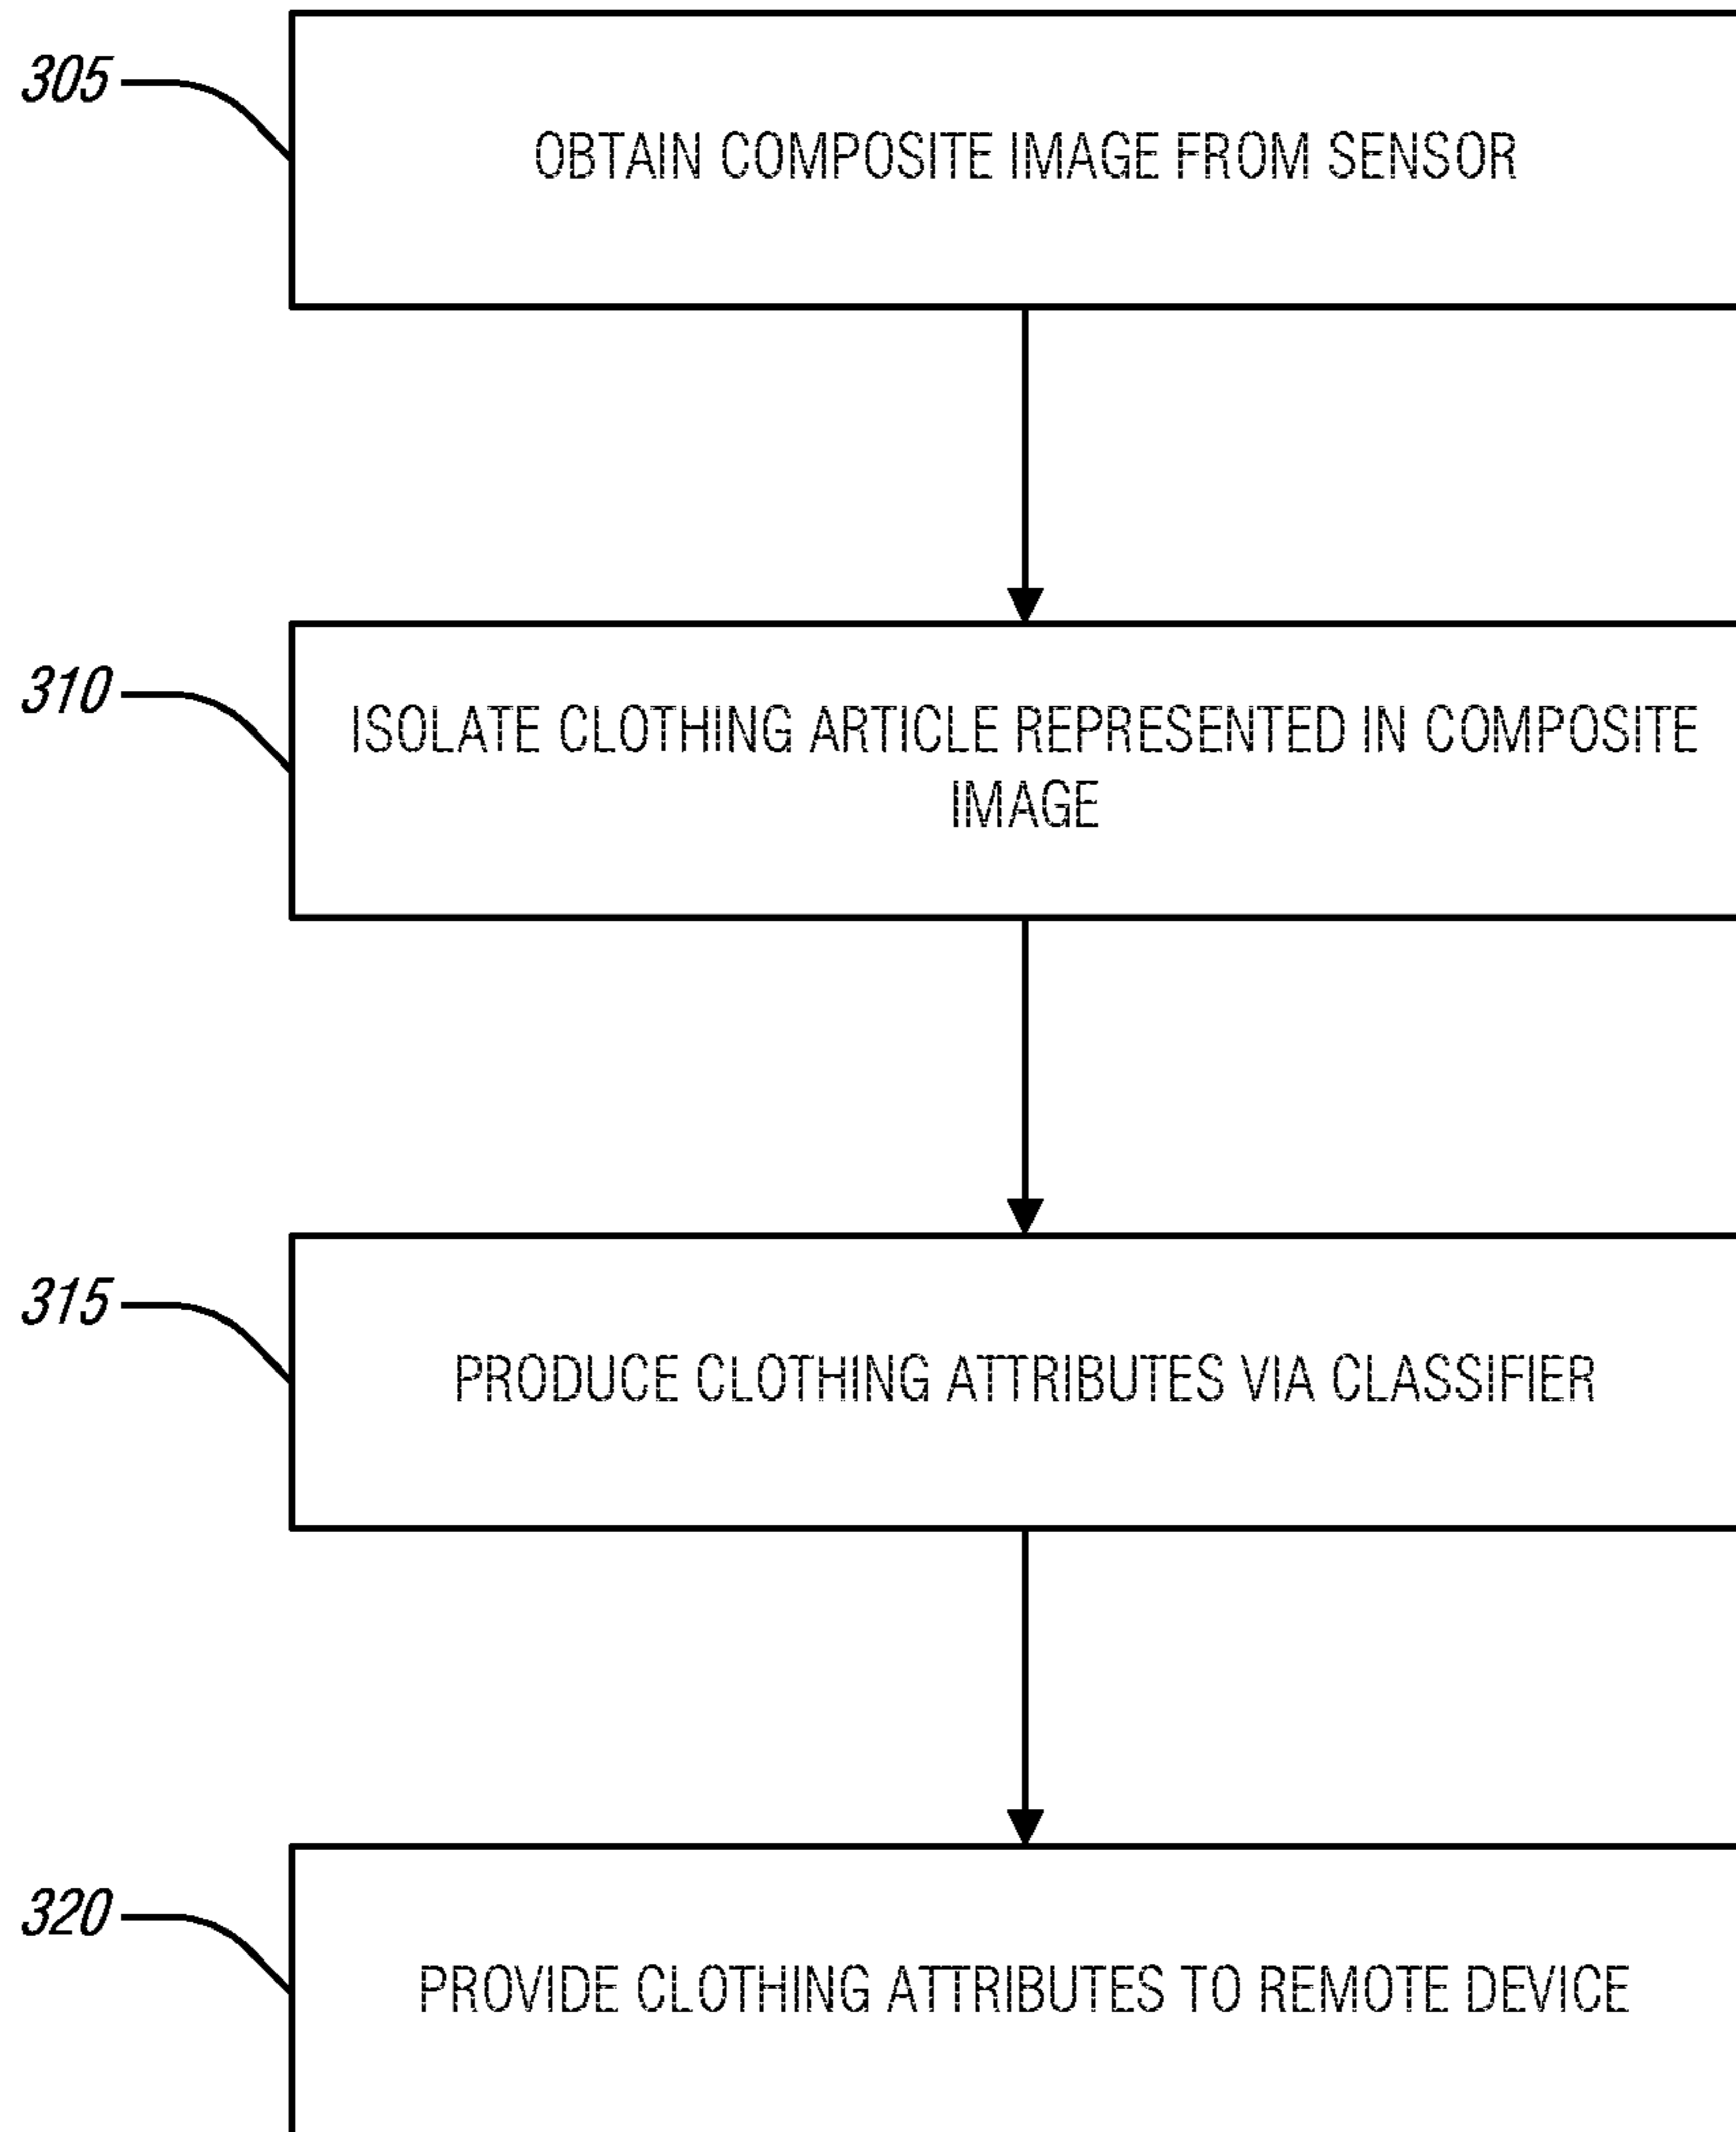 305
OBTAIN COMPOSITE IMAGE FROM SENSOR
310
ISOLATE CLOTHING ARTICLE REPRESENTED IN COMPOSITE
IMAGE
315
PRODUCE CLOTHING ATTRIBUTES VIA CLASSIFIER
320
PROVIDE CLOTHING ATTRIBUTES TO REMOTE DEVICE